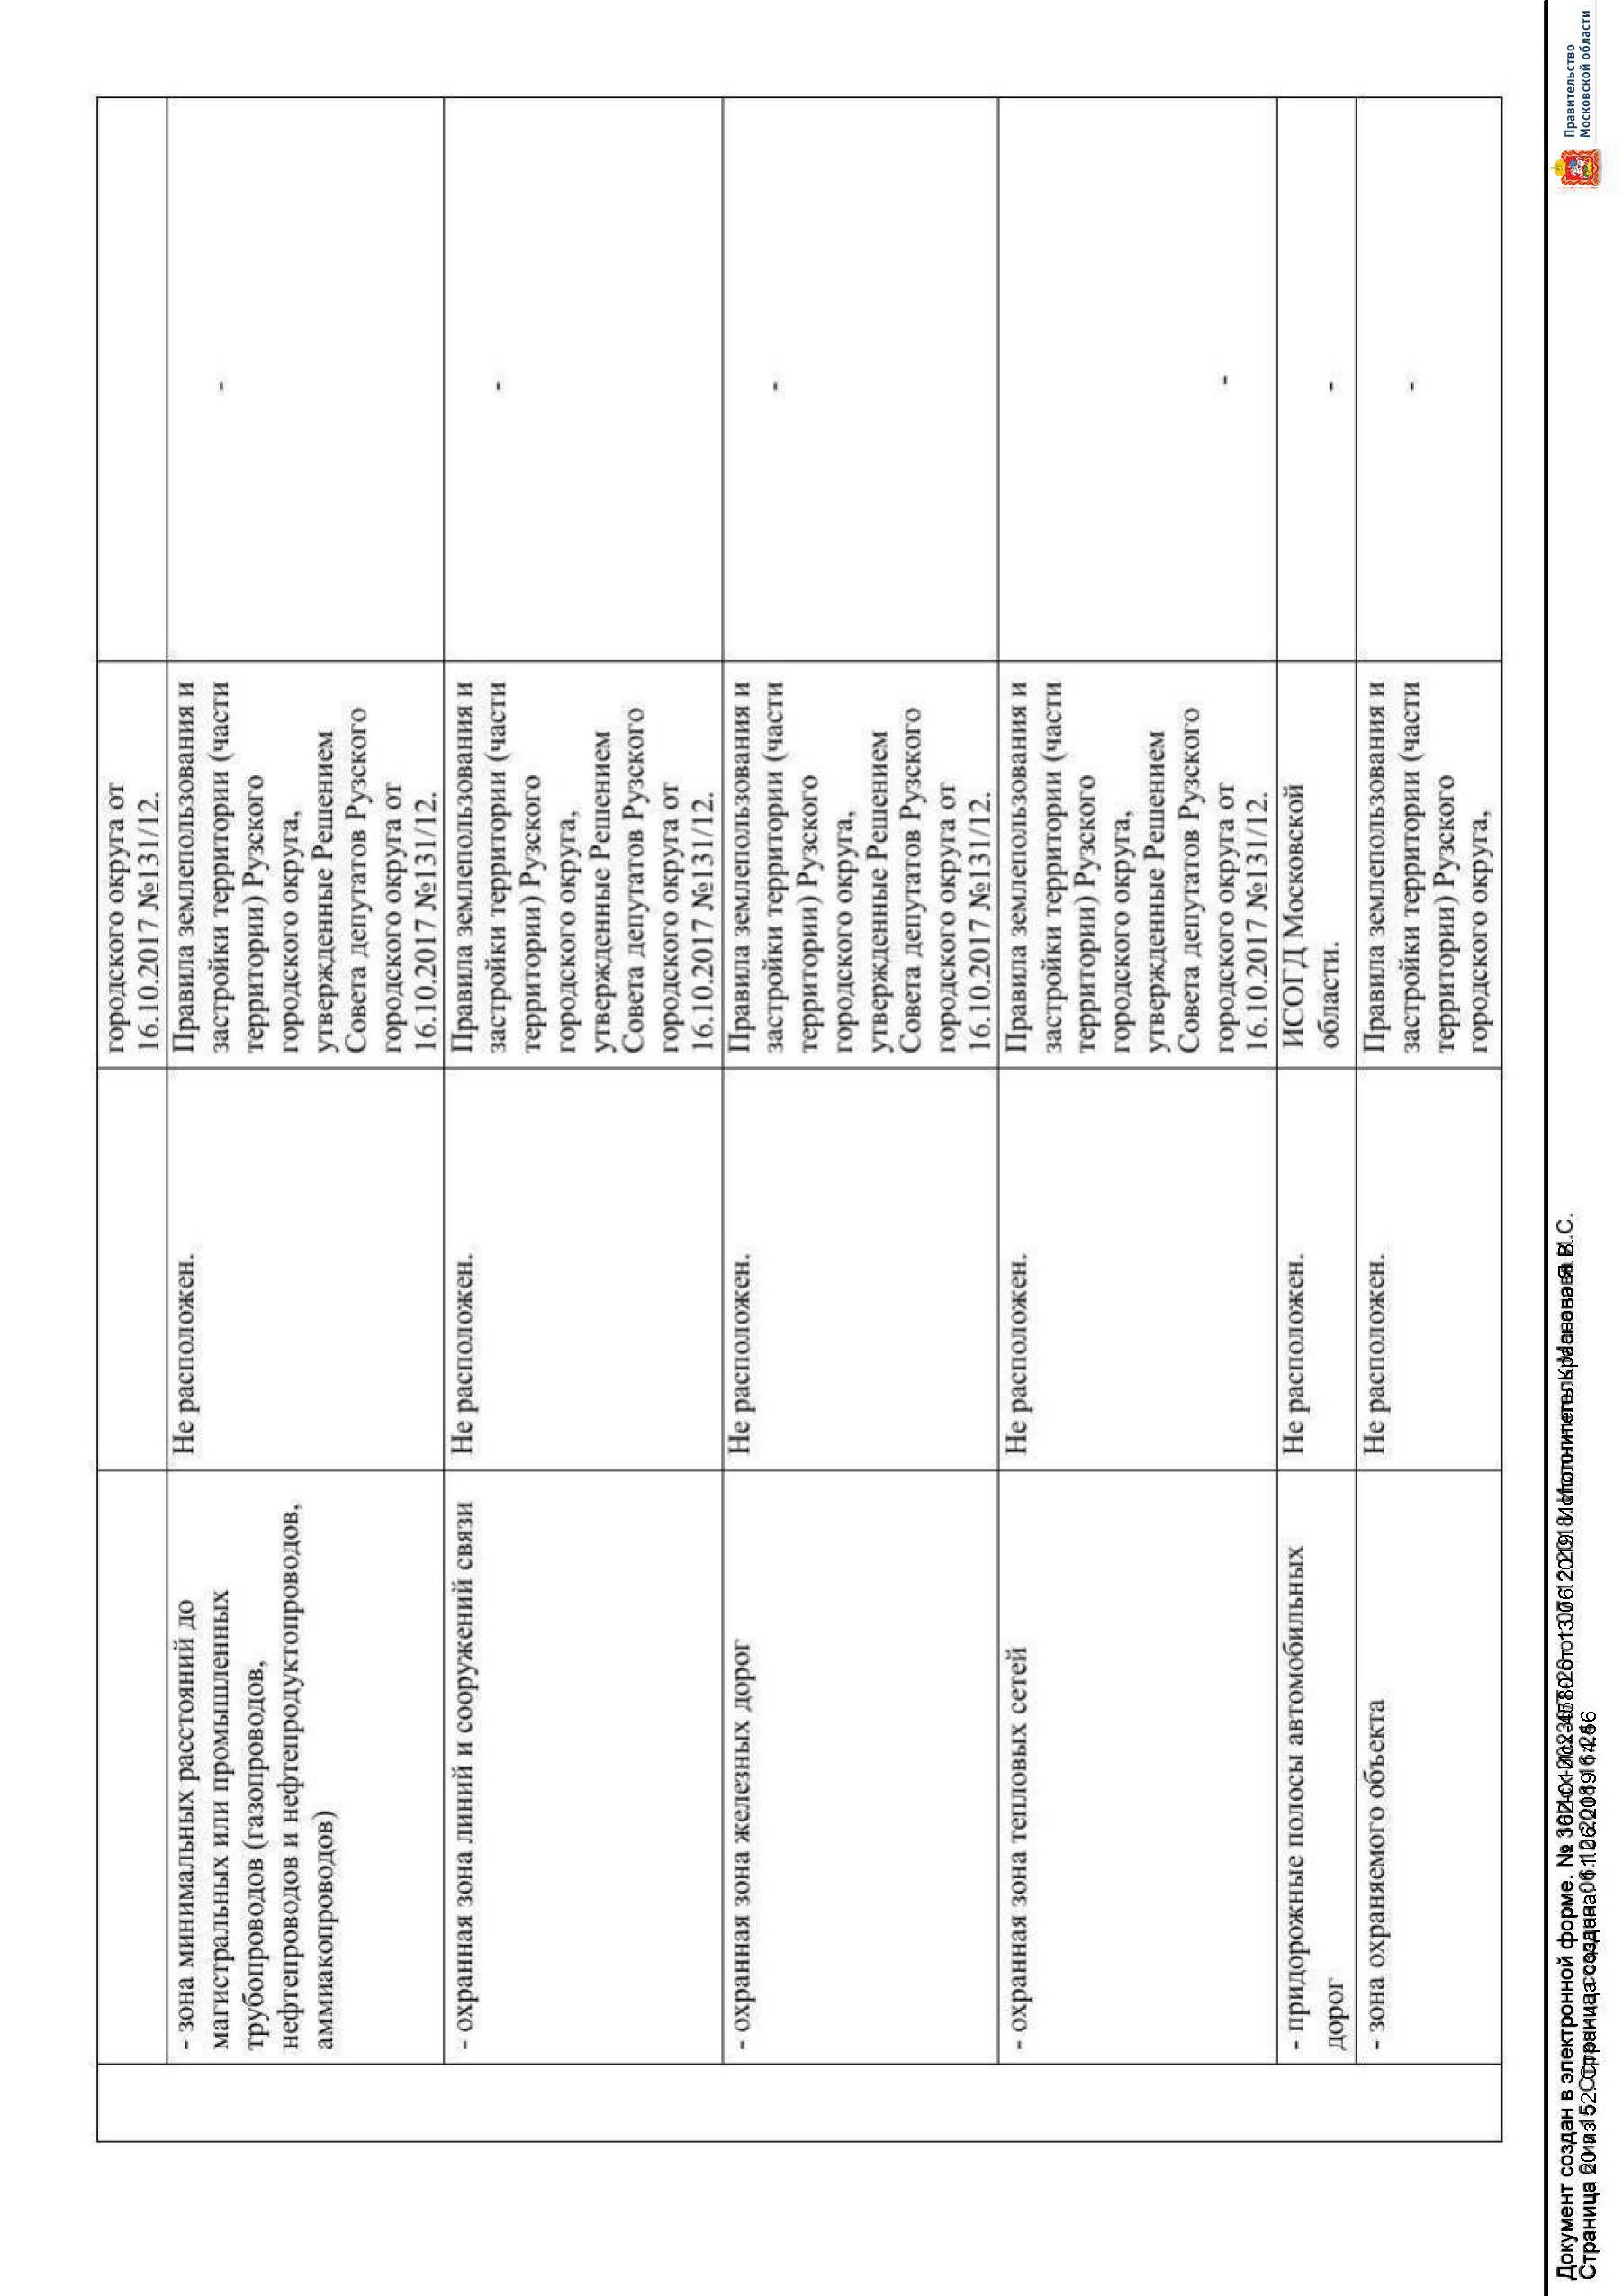 городского округа от
16.10.2017 №131/12.
- зона минимальных расстояний до
магистральных или промышленных
трубопроводов (газопроводов,
нефтепроводов и нефтепродуктопроводов,
аммиакопроводов)
Не расположен.
Правила землепользования и
застройки территории (части
территории) Рузского
городского округа,
утвержденные Решением
Совета депутатов Рузского
городского округа от
16.10.2017 №131/12.
-
- охранная зона линий и сооружений связи
Не расположен.
Правила землепользования и
застройки территории (части
территории) Рузского
городского округа,
утвержденные Решением
Совета депутатов Рузского
городского округа от
16.10.2017 №131/12.
-
- охранная зона железных дорог
Не расположен.
Правила землепользования и
застройки территории (части
территории) Рузского
городского округа,
утвержденные Решением
Совета депутатов Рузского
городского округа от
16.10.2017 №131/12.
-
- охранная зона тепловых сетей
Не расположен.
Правила землепользования и
застройки территории (части
территории) Рузского
городского округа,
утвержденные Решением
Совета депутатов Рузского
городского округа от
16.10.2017 №131/12.
-
- придорожные полосы автомобильных
дорог
Не расположен.
ИСОГД Московской
области.
-
- зона охраняемого объекта
Не расположен.
Правила землепользования и
застройки территории (части
территории) Рузского
городского округа,
-
Документ создан в электронной форме. №
Страница
Правительство
Московской области